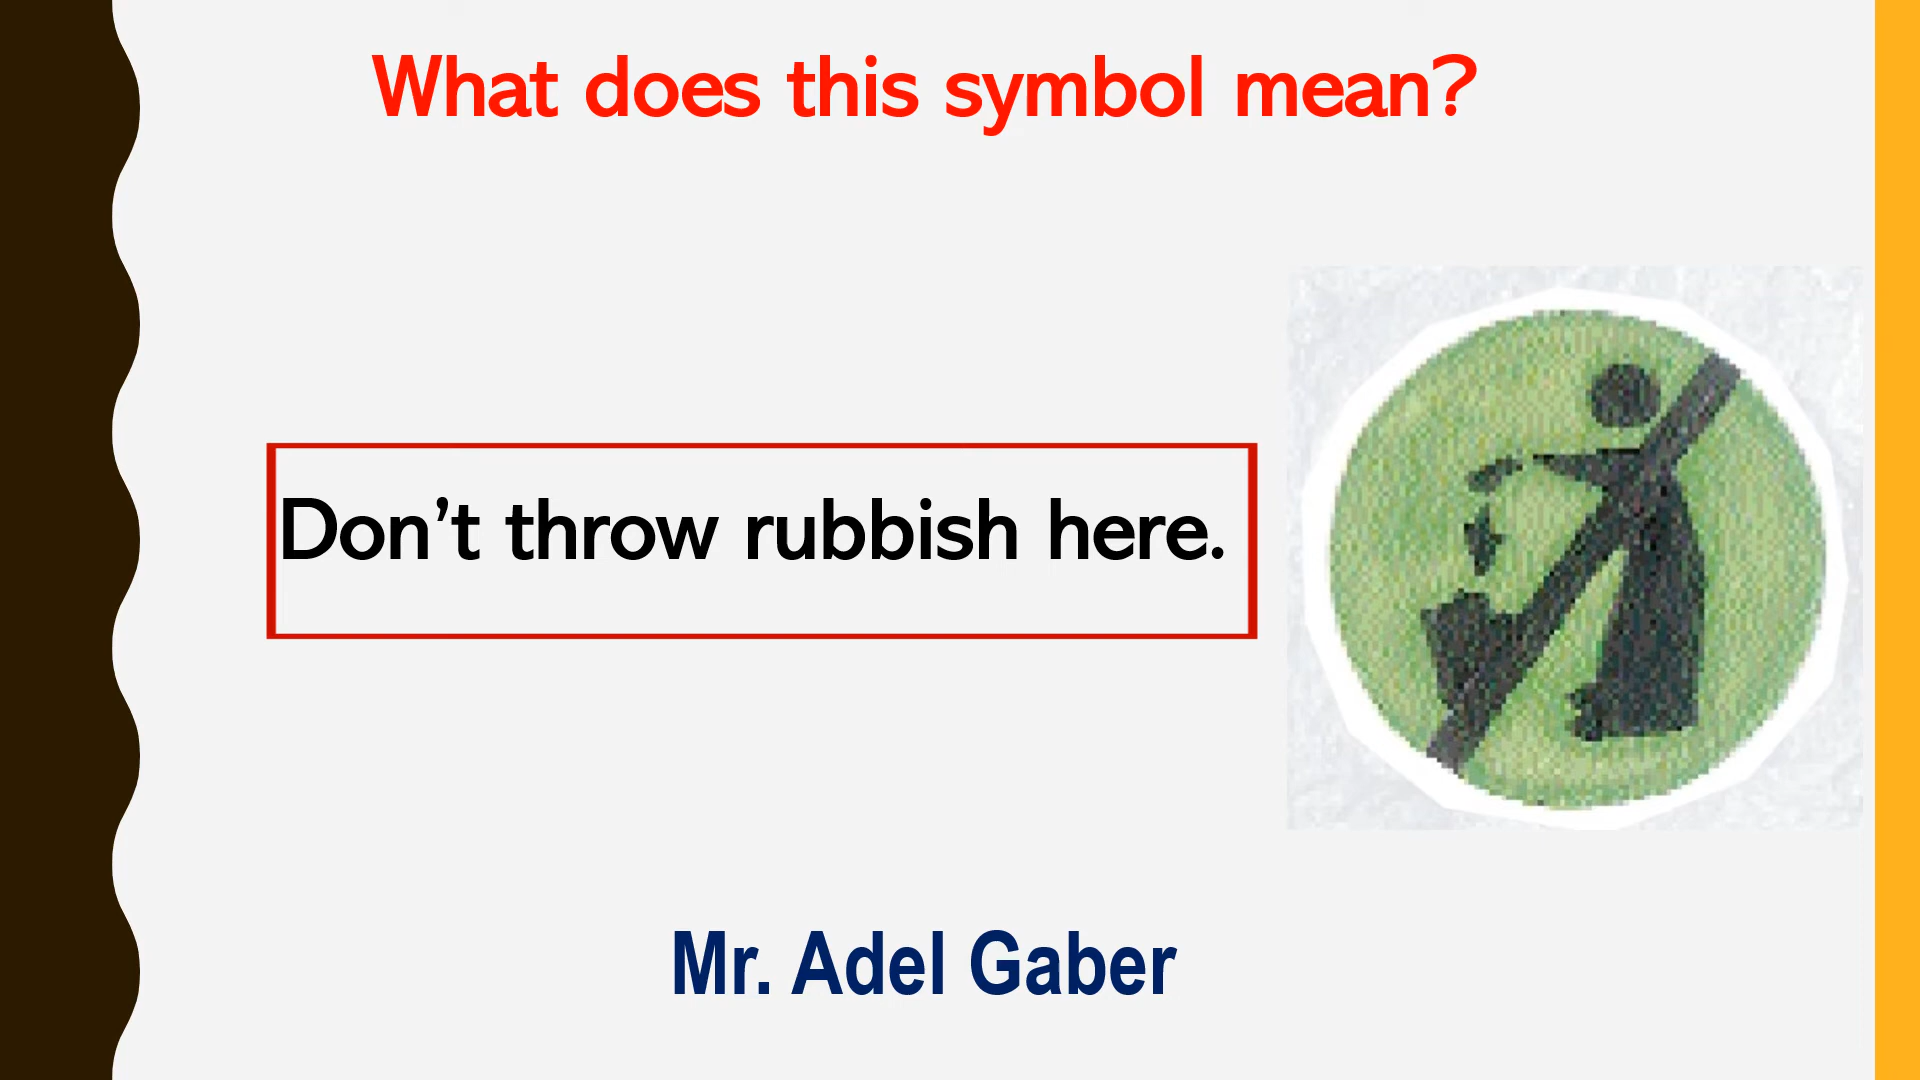 What does this symbol mean?
Don’t throw rubbish here.
Mr. Adel Gaber